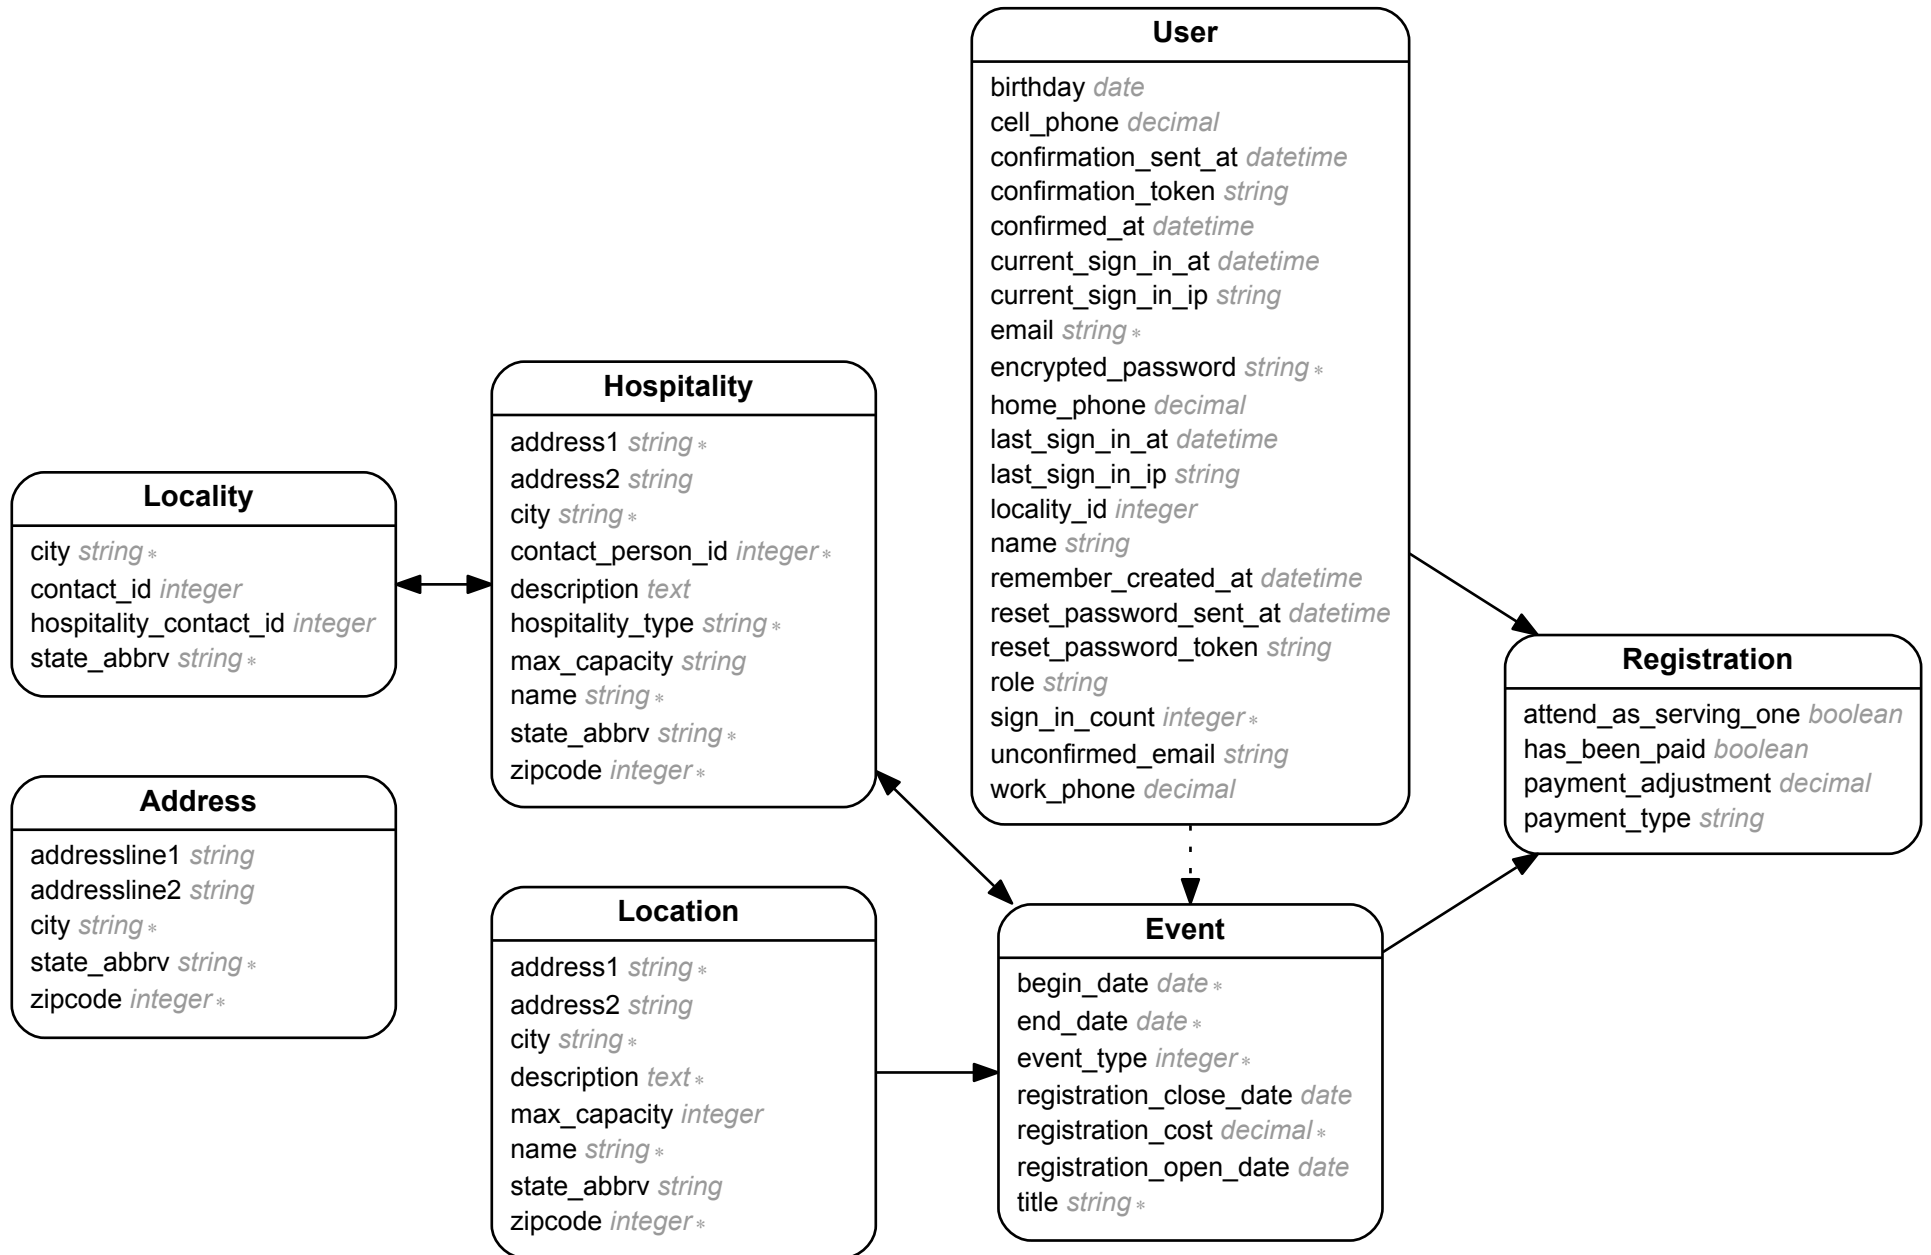 User
birthday date
cell_phone decimal
confirmation_sent_at datetime
confirmation_token string
confirmed_at datetime
current_sign_in_at datetime
current_sign_in_ip string
email string *
encrypted_password string *
home_phone decimal
last_sign_in_at datetime
last_sign_in_ip string
locality_id integer
name string
remember_created_at datetime
reset_password_sent_at datetime
reset_password_token string
role string
sign_in_count integer *
unconfirmed_email string
work_phone decimal
Hospitality
address1 string *
address2 string
city string *
contact_person_id integer *
description text
hospitality_type string *
max_capacity string
name string *
state_abbrv string *
zipcode integer *
Locality
city string *
contact_id integer
hospitality_contact_id integer
state_abbrv string *
Registration
attend_as_serving_one boolean
has_been_paid boolean
payment_adjustment decimal
payment_type string
Address
addressline1 string
addressline2 string
city string *
state_abbrv string *
zipcode integer *
Location
address1 string *
address2 string
city string *
description text *
max_capacity integer
name string *
state_abbrv string
zipcode integer *
Event
begin_date date *
end_date date *
event_type integer *
registration_close_date date
registration_cost decimal *
registration_open_date date
title string *